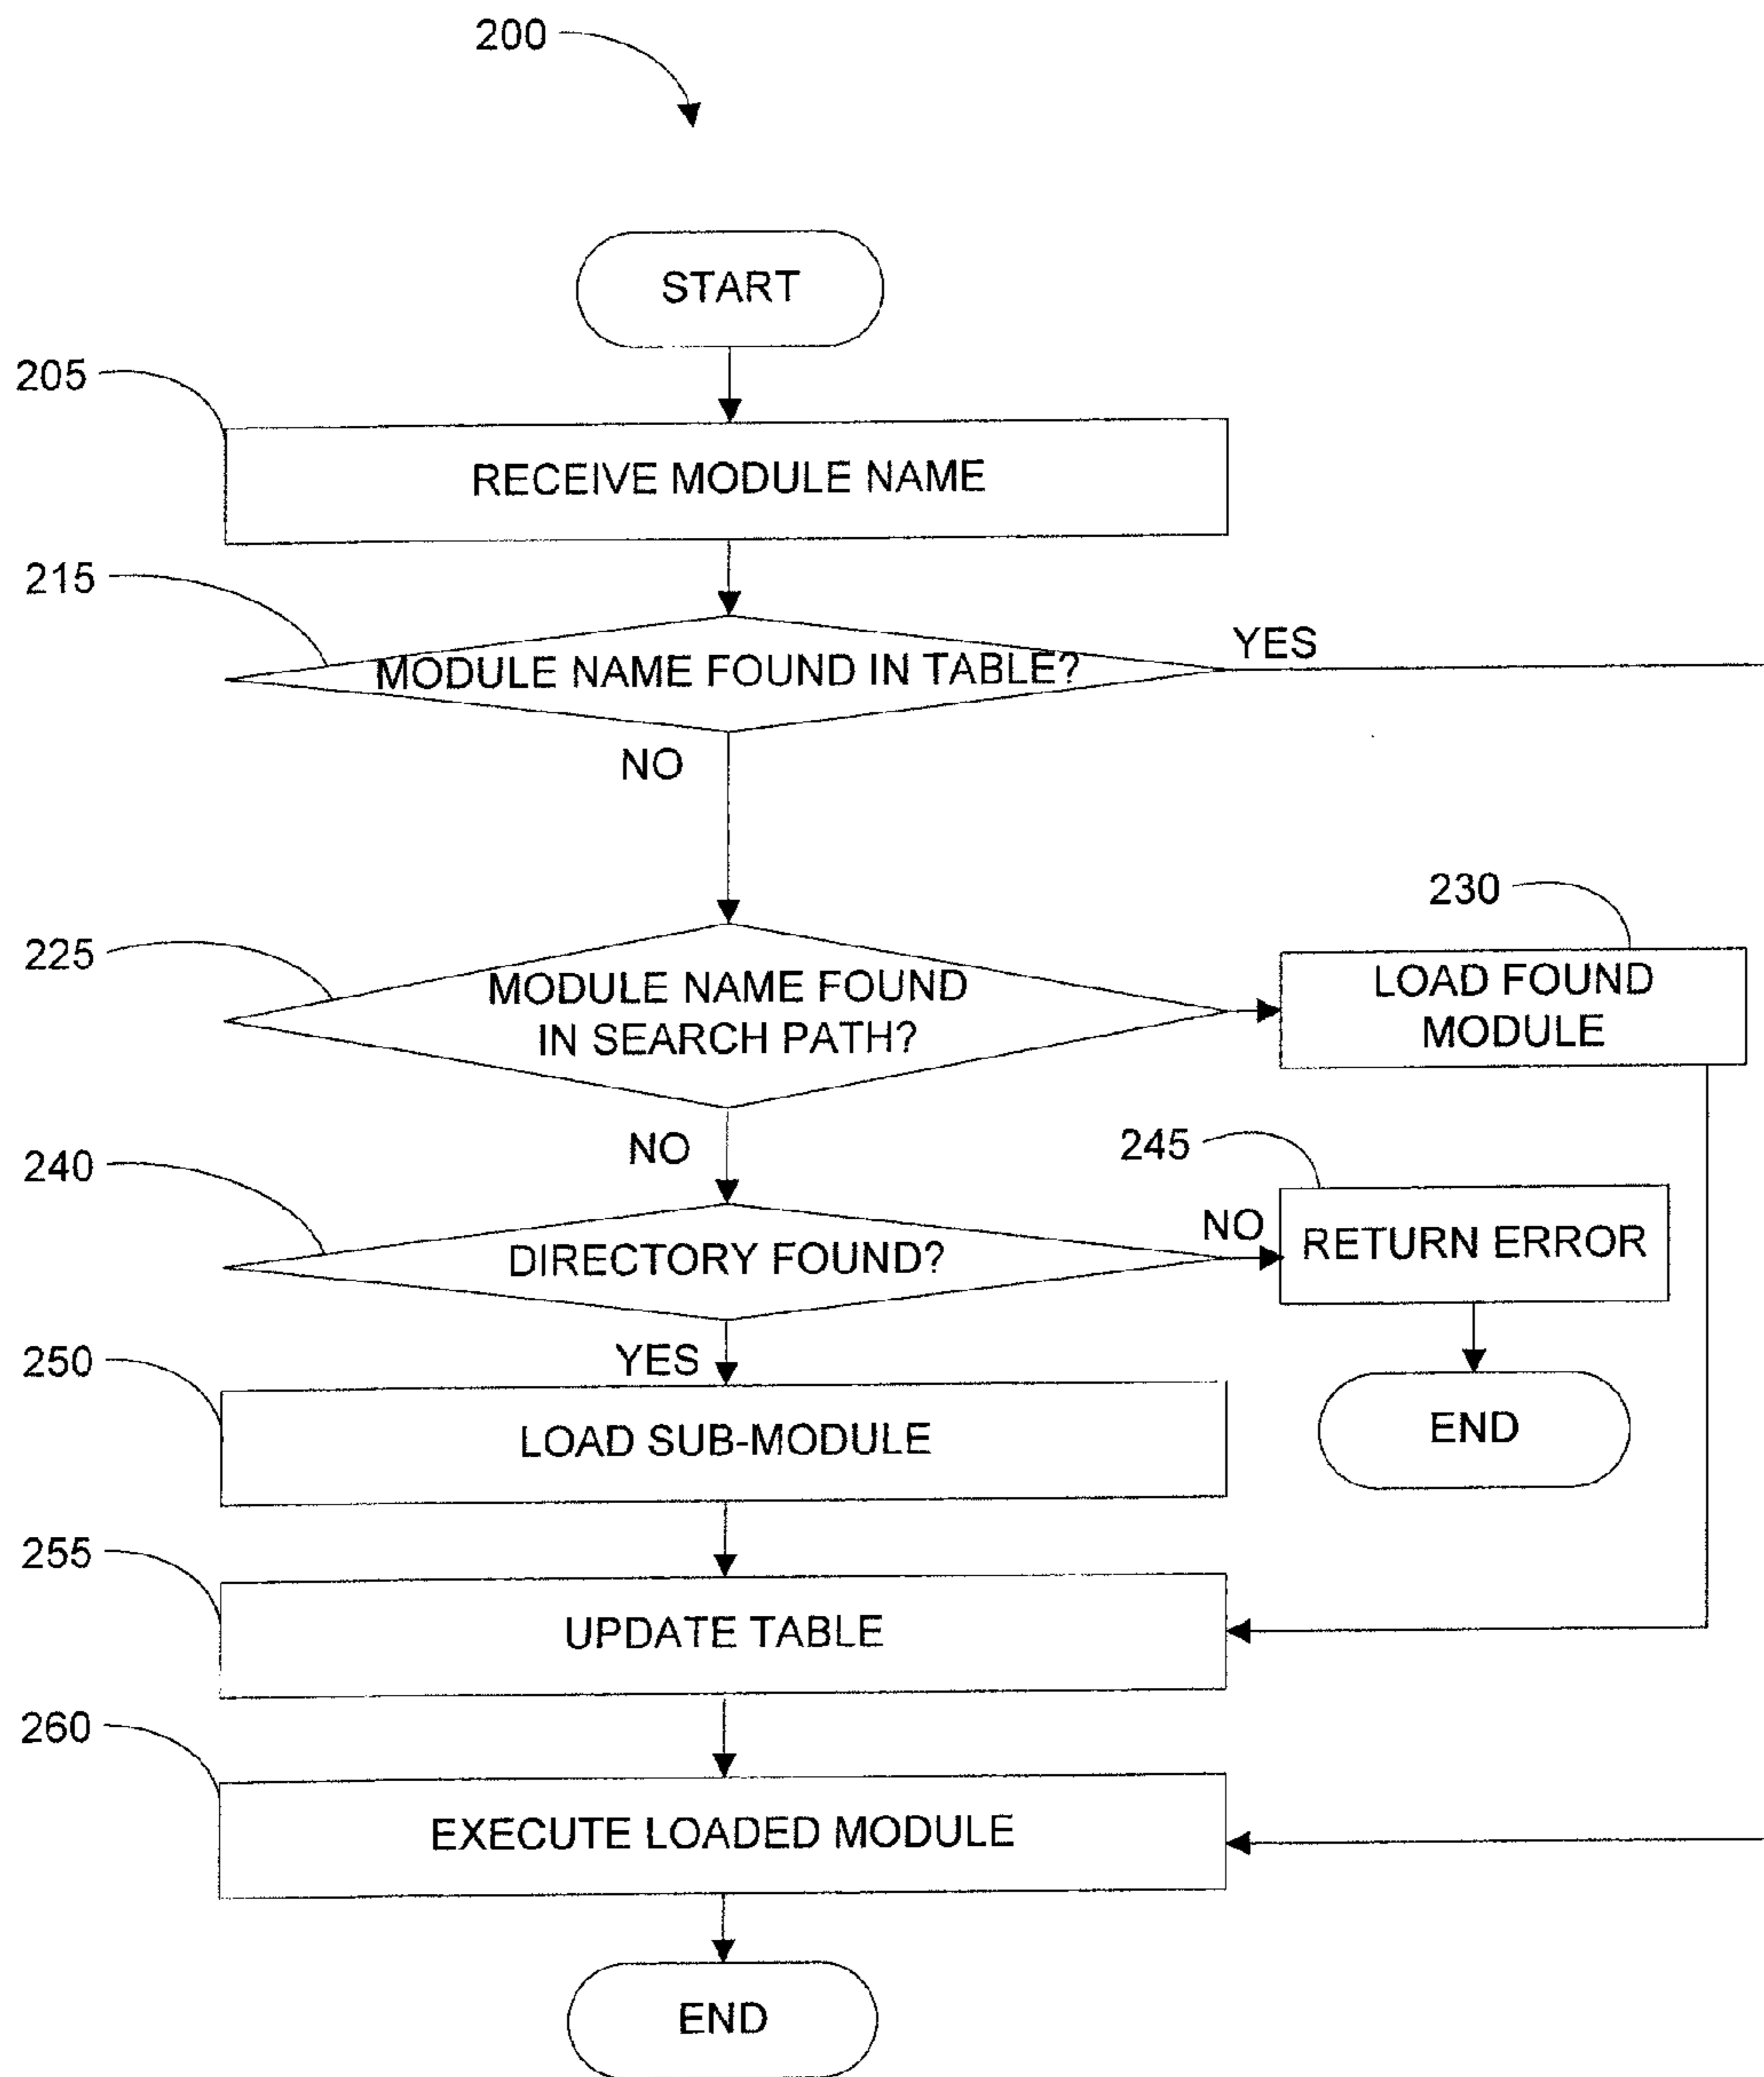 200
START
205
RECEIVE MODULE NAME
215
MODULE NAME FOUND IN TABLE?
YES
NO
225
MODULE NAME FOUND
IN SEARCH PATH?
230
LOAD FOUND
MODULE
NO
240
DIRECTORY FOUND?
NO
245
RETURN ERROR
END
YES
250
LOAD SUB-MODULE
255
UPDATE TABLE
260
EXECUTE LOADED MODULE
END